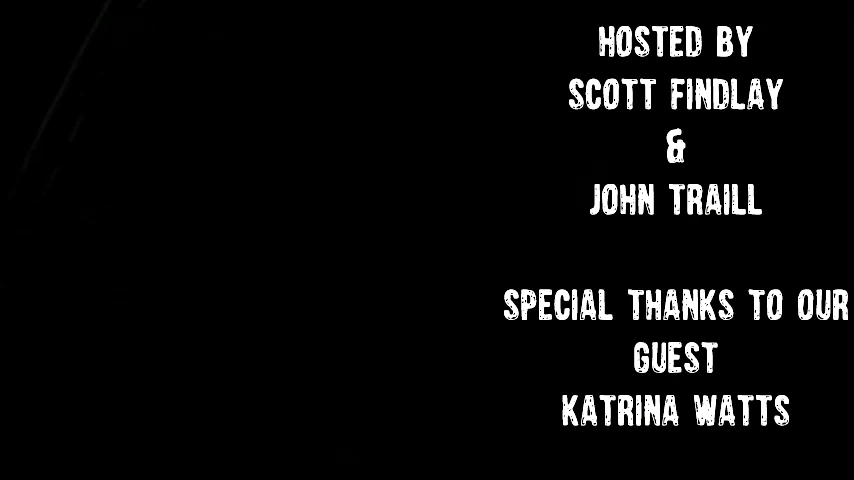 HOSTED BY
SCOTT FINDLAY
&
JOHN TRAILL
SPECIAL THANKS TO OUR
GUEST
KATRINA WATTS